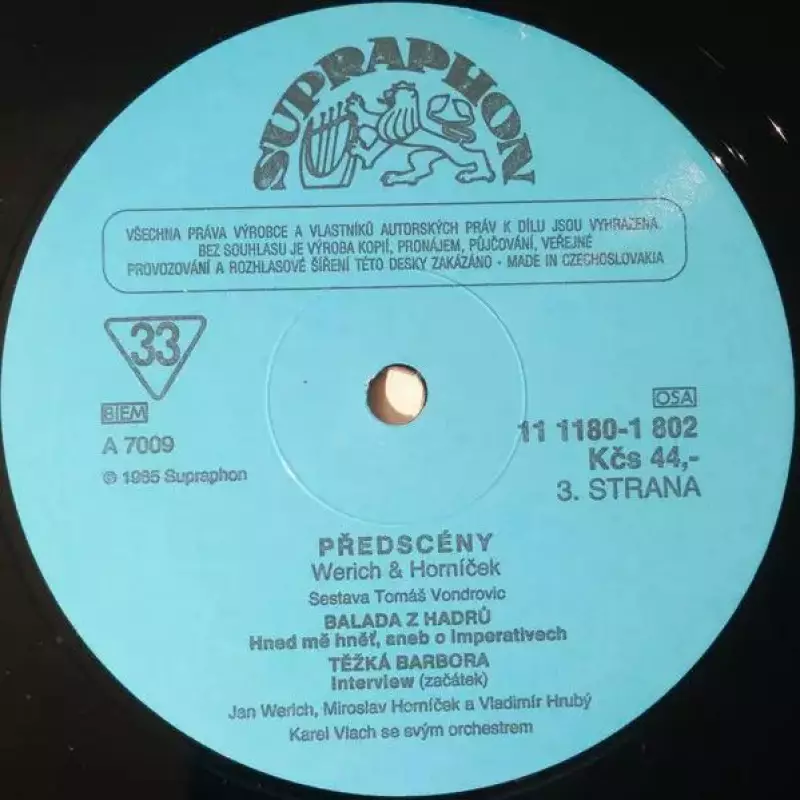 SUPRAPHON
VŠECHNA PRÁVA VÝROBCE A VLASTNÍKŮ AUTORSKÝCH PRÁV K DÍLU JSOU VYHRAZENA.
BEZ SOUHLASU JE VÝROBA KOPIÍ, PRONÁJEM, PŮJČOVÁNÍ, VEŘEJNÉ
PROVOZOVÁNÍ A ROZHLASOVÉ ŠÍŘENÍ TÉTO DESKY ZAKÁZÁNO · MADE IN CZECHOSLOVAKIA
33
BIEM
A 7009
℗ 1985 Supraphon
OSA
11 1180-1 802
Kčs 44,-
3. STRANA
PŘEDSCÉNY
Werich & Horníček
Sestava Tomáš Vondrovic
BALADA Z HADRŮ
Hned mě hněť, aneb o Imperativech
TĚŽKÁ BARBORA
Interview (začátek)
Jan Werich, Miroslav Horníček a Vladimír Hrubý
Karel Vlach se svým orchestrem